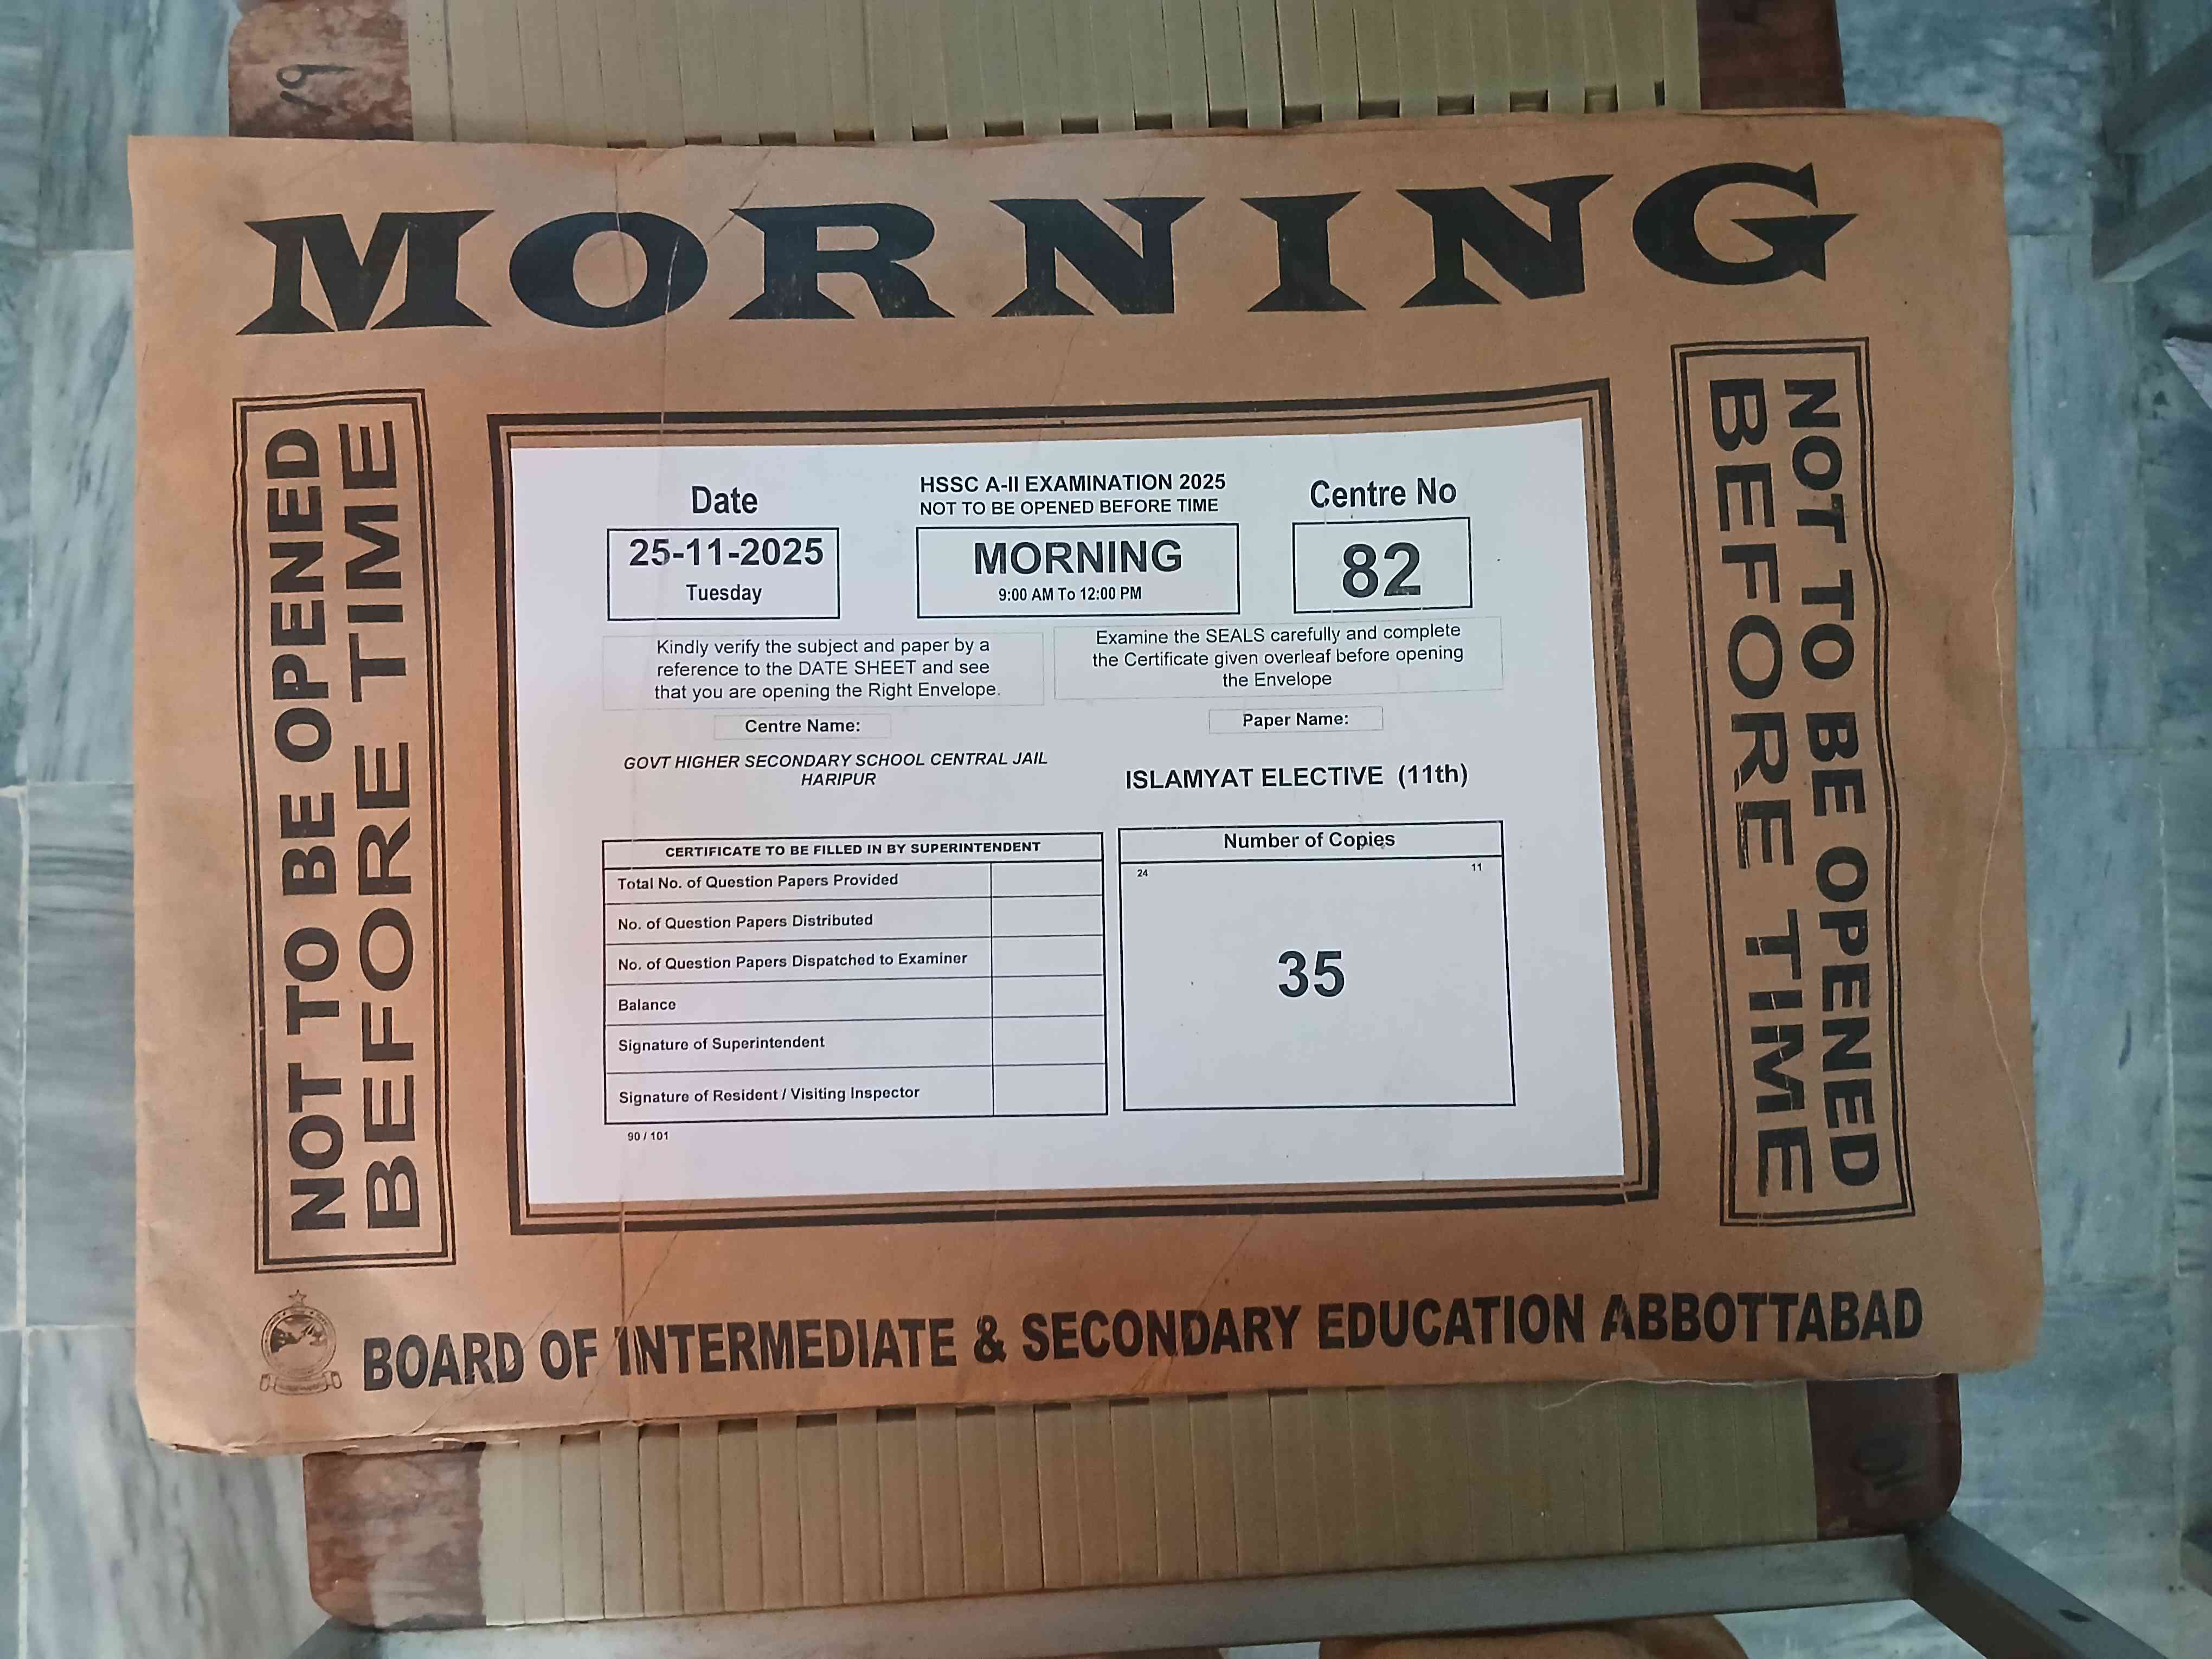 19
MORNING
NOT TO BE OPENED
BEFORE TIME
NOT TO BE OPENED
BEFORE TIME
Date
25-11-2025
Tuesday
HSSC A-II EXAMINATION 2025
NOT TO BE OPENED BEFORE TIME
MORNING
9:00 AM To 12:00 PM
Centre No
82
Kindly verify the subject and paper by a
reference to the DATE SHEET and see
that you are opening the Right Envelope.
Examine the SEALS carefully and complete
the Certificate given overleaf before opening
the Envelope
Centre Name:
GOVT HIGHER SECONDARY SCHOOL CENTRAL JAIL
HARIPUR
Paper Name:
ISLAMYAT ELECTIVE (11th)
CERTIFICATE TO BE FILLED IN BY SUPERINTENDENT
Total No. of Question Papers Provided
No. of Question Papers Distributed
No. of Question Papers Dispatched to Examiner
Balance
Signature of Superintendent
Signature of Resident / Visiting Inspector
90 / 101
Number of Copies
24 11
35
BOARD OF INTERMEDIATE & SECONDARY EDUCATION ABBOTTABAD